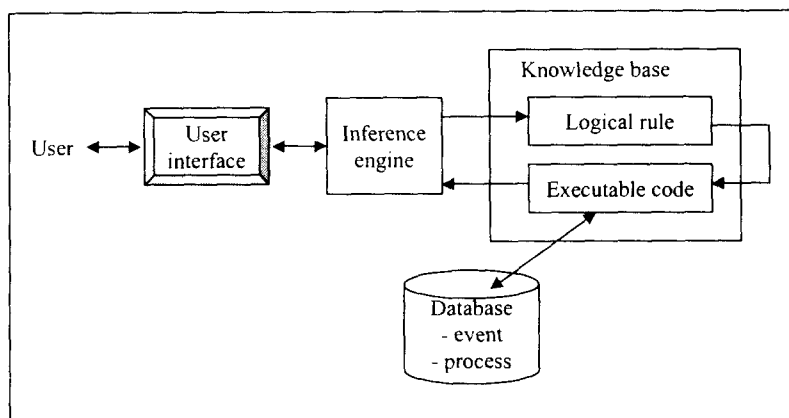 Knowledge base
Logical rule
User
User
interface
Inference
engine
Executable code
Database
- event
- process